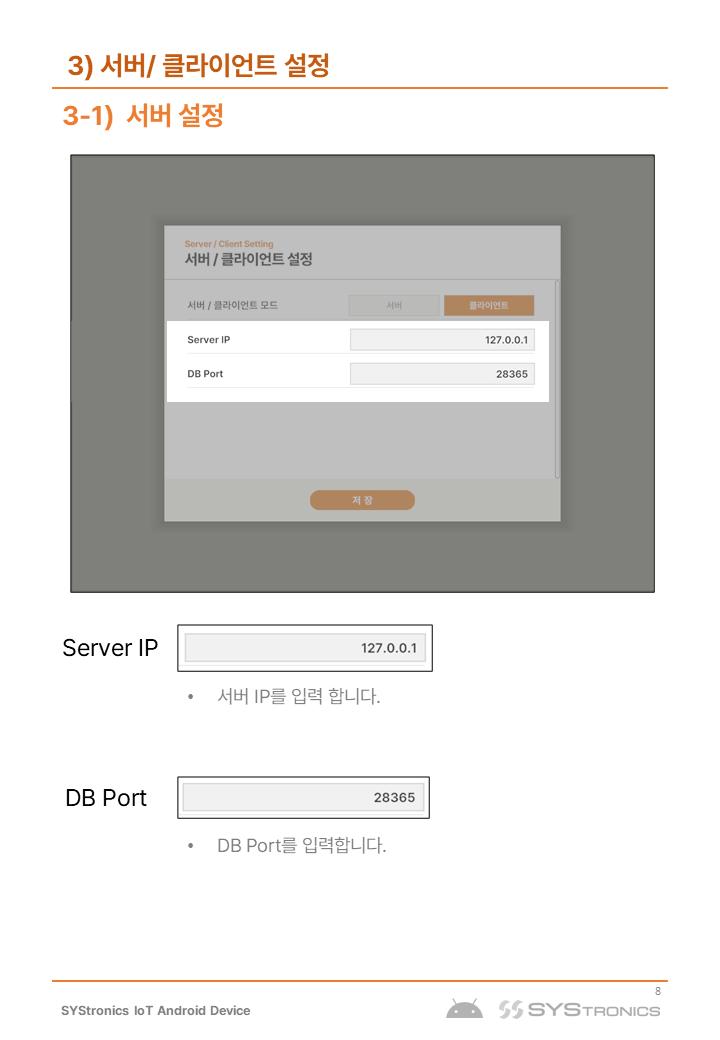 3) 서버/ 클라이언트 설정
3-1) 서버 설정
Server / Client Setting
서버 / 클라이언트 설정
서버 / 클라이언트 모드 서버 클라이언트
Server IP 127.0.0.1
DB Port 28365
저 장
Server IP 127.0.0.1
• 서버 IP를 입력 합니다.
DB Port 28365
• DB Port를 입력합니다.
8
SYStronics IoT Android Device
SYSTRONICS